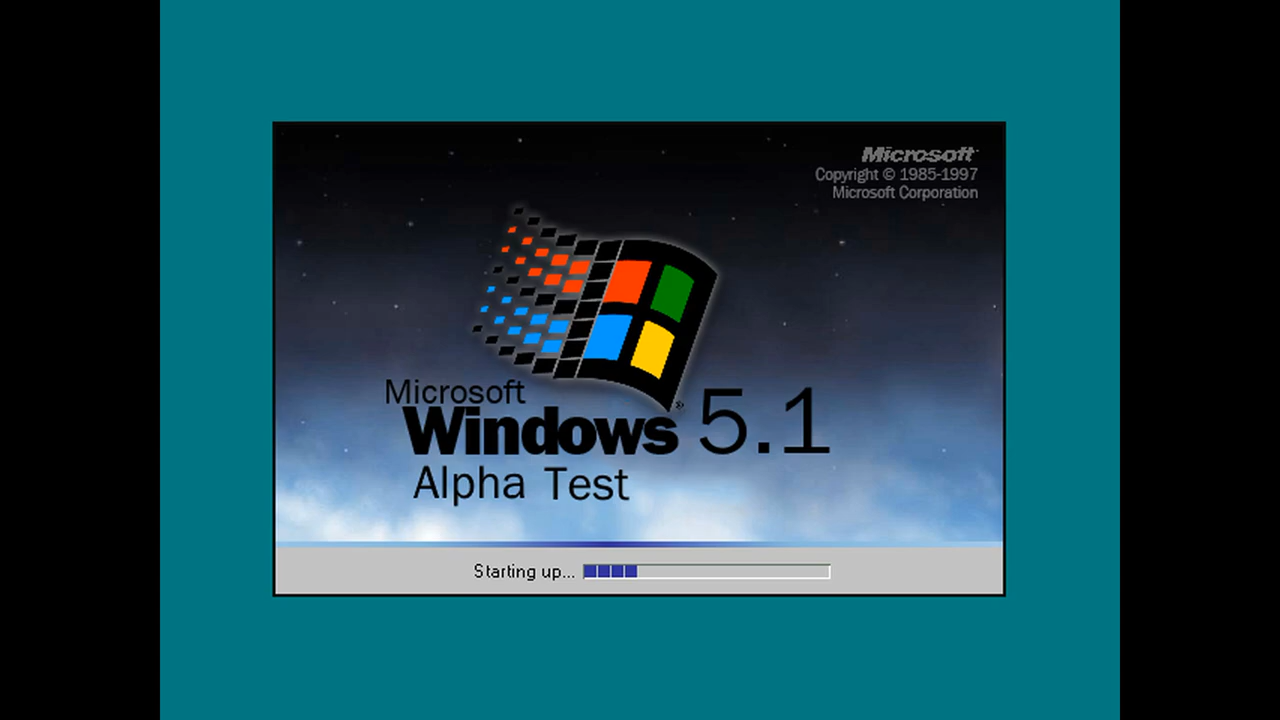 Microsoft
Copyright © 1985-1997
Microsoft Corporation
Microsoft
Windows® 5.1
Alpha Test
Starting up...